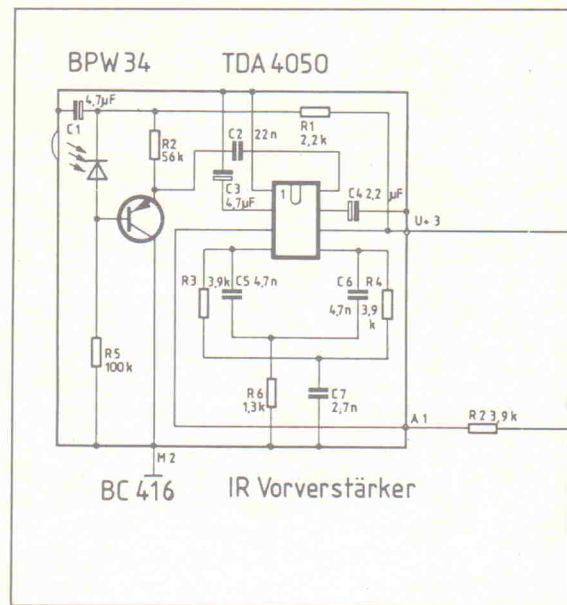 BPW 34 TDA 4050
4,7µF
C1
R2
56k
C2 22n
R1
2,2k
C3
4,7µF
1
C4 2,2 µF
U+ 3
R3 3,9k C5 4,7n
C6 R4
4,7n 3,9
k
R5
100k
R6
1,3k
C7
2,7n
A 1
R2 3,9k
M 2
BC 416 IR Vorverstärker